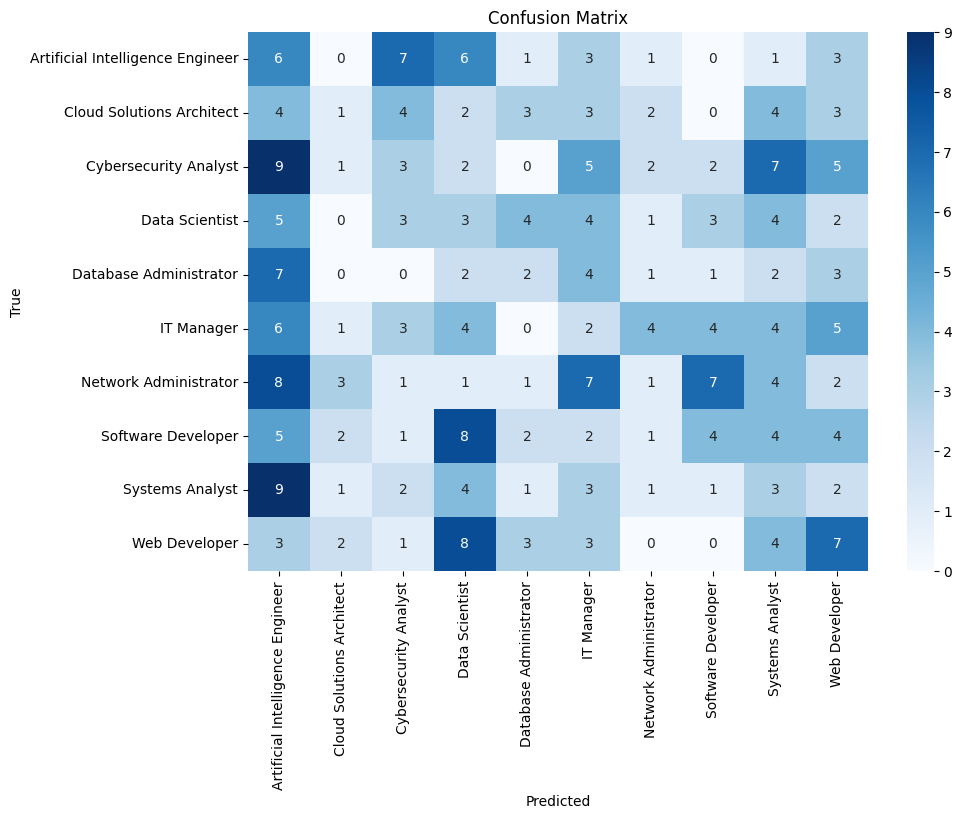 Confusion Matrix
True
Artificial Intelligence Engineer 6 0 7 6 1 3 1 0 1 3
Cloud Solutions Architect 4 1 4 2 3 3 2 0 4 3
Cybersecurity Analyst 9 1 3 2 0 5 2 2 7 5
Data Scientist 5 0 3 3 4 4 1 3 4 2
Database Administrator 7 0 0 2 2 4 1 1 2 3
IT Manager 6 1 3 4 0 2 4 4 4 5
Network Administrator 8 3 1 1 1 7 1 7 4 2
Software Developer 5 2 1 8 2 2 1 4 4 4
Systems Analyst 9 1 2 4 1 3 1 1 3 2
Web Developer 3 2 1 8 3 3 0 0 4 7
Artificial Intelligence Engineer
Cloud Solutions Architect
Cybersecurity Analyst
Data Scientist
Database Administrator
IT Manager
Network Administrator
Software Developer
Systems Analyst
Web Developer
Predicted
9
8
7
6
5
4
3
2
1
0